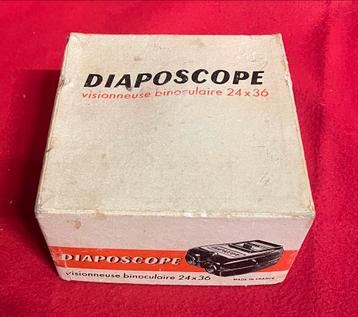 DIAPOSCOPE
visionneuse binoculaire 24x36
DIAPOSCOPE
visionneuse binoculaire 24x36
MADE IN FRANCE